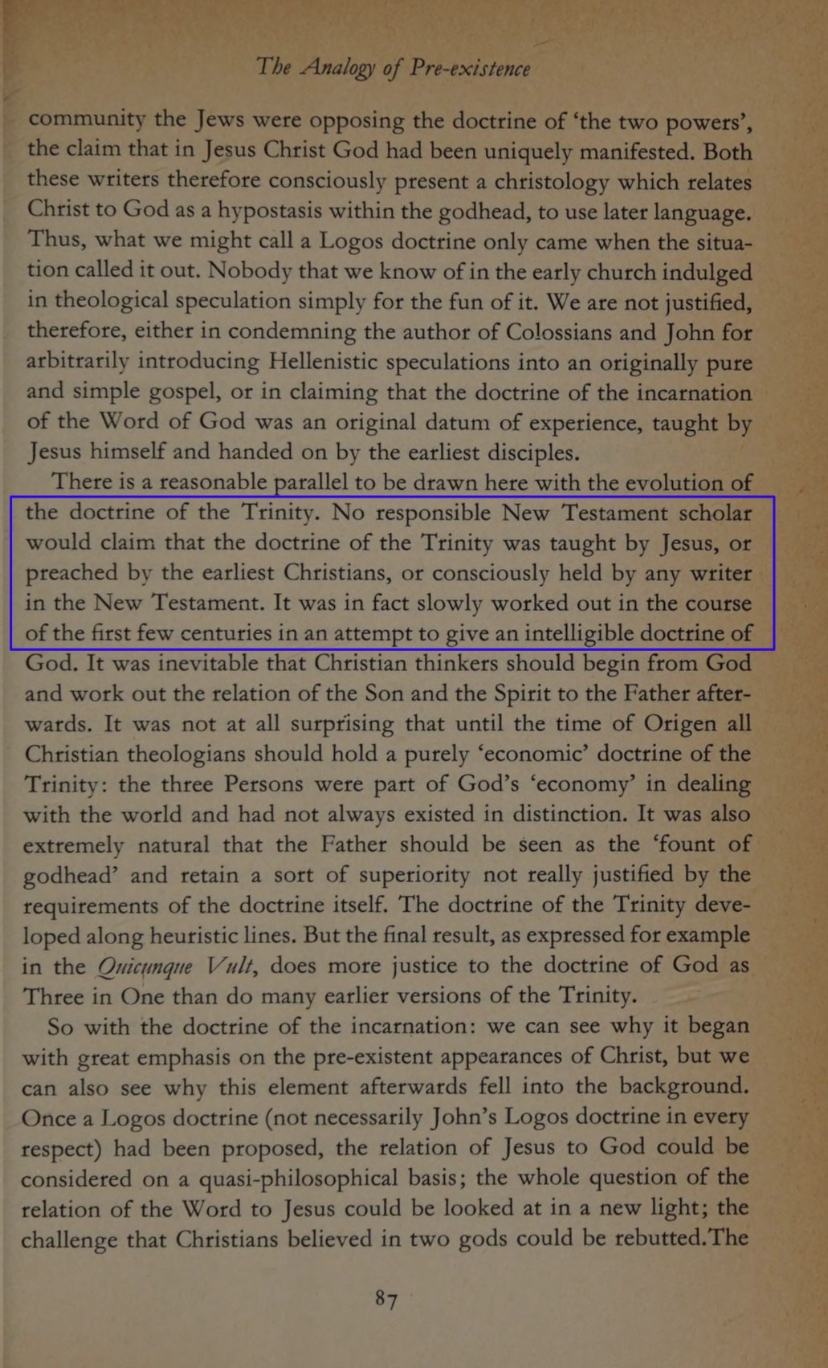 The Analogy of Pre-existence
community the Jews were opposing the doctrine of ‘the two powers’,
the claim that in Jesus Christ God had been uniquely manifested. Both
these writers therefore consciously present a christology which relates
Christ to God as a hypostasis within the godhead, to use later language.
Thus, what we might call a Logos doctrine only came when the situa-
tion called it out. Nobody that we know of in the early church indulged
in theological speculation simply for the fun of it. We are not justified,
therefore, either in condemning the author of Colossians and John for
arbitrarily introducing Hellenistic speculations into an originally pure
and simple gospel, or in claiming that the doctrine of the incarnation
of the Word of God was an original datum of experience, taught by
Jesus himself and handed on by the earliest disciples.
There is a reasonable parallel to be drawn here with the evolution of
the doctrine of the Trinity. No responsible New Testament scholar
would claim that the doctrine of the Trinity was taught by Jesus, or
preached by the earliest Christians, or consciously held by any writer
in the New Testament. It was in fact slowly worked out in the course
of the first few centuries in an attempt to give an intelligible doctrine of
God. It was inevitable that Christian thinkers should begin from God
and work out the relation of the Son and the Spirit to the Father after-
wards. It was not at all surprising that until the time of Origen all
Christian theologians should hold a purely ‘economic’ doctrine of the
Trinity: the three Persons were part of God’s ‘economy’ in dealing
with the world and had not always existed in distinction. It was also
extremely natural that the Father should be seen as the ‘fount of
godhead’ and retain a sort of superiority not really justified by the
requirements of the doctrine itself. The doctrine of the Trinity deve-
loped along heuristic lines. But the final result, as expressed for example
in the Quicunque Vult, does more justice to the doctrine of God as
Three in One than do many earlier versions of the Trinity.
So with the doctrine of the incarnation: we can see why it began
with great emphasis on the pre-existent appearances of Christ, but we
can also see why this element afterwards fell into the background.
Once a Logos doctrine (not necessarily John’s Logos doctrine in every
respect) had been proposed, the relation of Jesus to God could be
considered on a quasi-philosophical basis; the whole question of the
relation of the Word to Jesus could be looked at in a new light; the
challenge that Christians believed in two gods could be rebutted.The
87